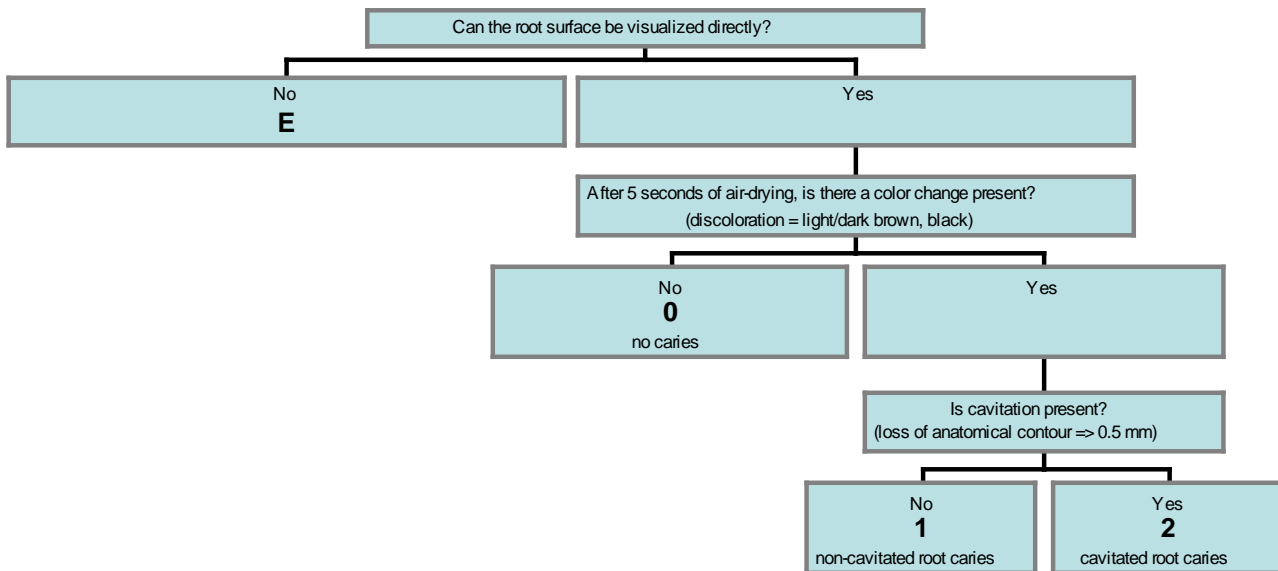 Can the root surface be visualized directly?
No
E
Yes
After 5 seconds of air-drying, is there a color change present?
(discoloration = light/dark brown, black)
No
0
no caries
Yes
Is cavitation present?
(loss of anatomical contour => 0.5 mm)
No
1
non-cavitated root caries
Yes
2
cavitated root caries